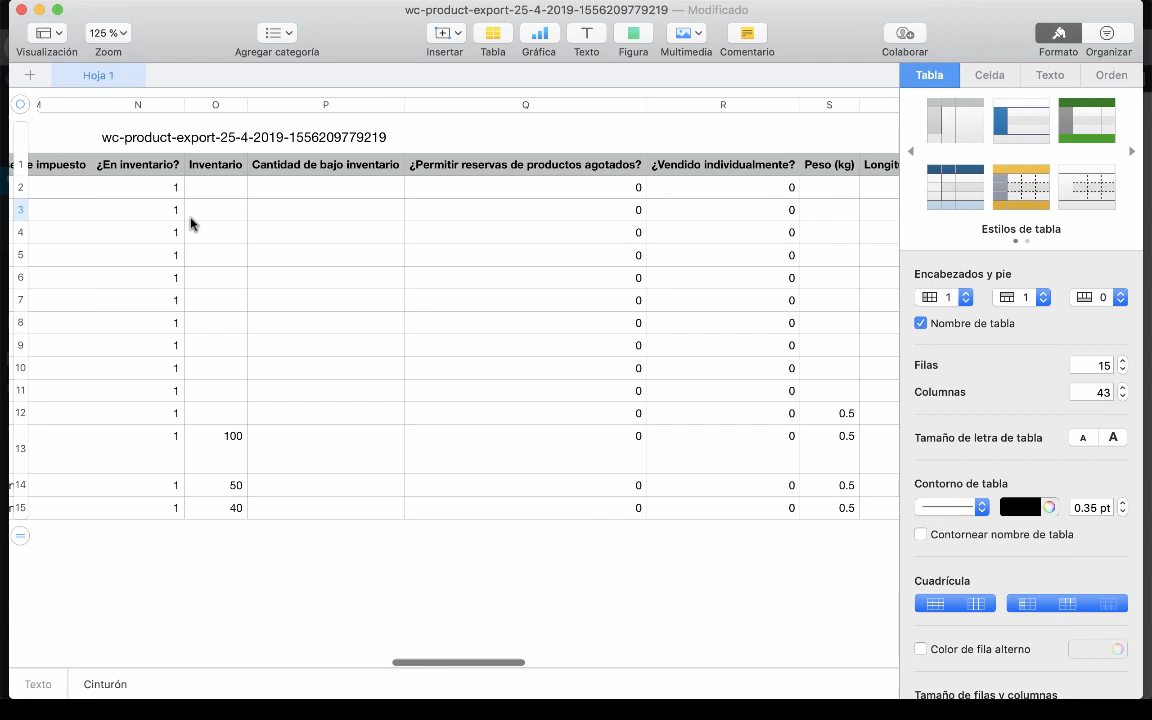 wc-product-export-25-4-2019-1556209779219 — Modificado
125 %
Visualización Zoom Agregar categoría Insertar Tabla Gráfica Texto Figura Multimedia Comentario Colaborar Formato Organizar
Hoja 1
Tabla Celda Texto Orden
N O P Q R S
wc-product-export-25-4-2019-1556209779219
1 impuesto ¿En inventario? Inventario Cantidad de bajo inventario ¿Permitir reservas de productos agotados? ¿Vendido individualmente? Peso (kg) Longitu
2 1 0 0
3 1 0 0
4 1 0 0
5 1 0 0
6 1 0 0
7 1 0 0
8 1 0 0
9 1 0 0
10 1 0 0
11 1 0 0
12 1 0 0 0.5
13 1 100 0 0 0.5
14 1 50 0 0 0.5
15 1 40 0 0 0.5
Texto Cinturón
Estilos de tabla
Encabezados y pie
1 1 0
Nombre de tabla
Filas 15
Columnas 43
Tamaño de letra de tabla A A
Contorno de tabla
0.35 pt
Contornear nombre de tabla
Cuadrícula
Color de fila alterno
Tamaño de filas y columnas